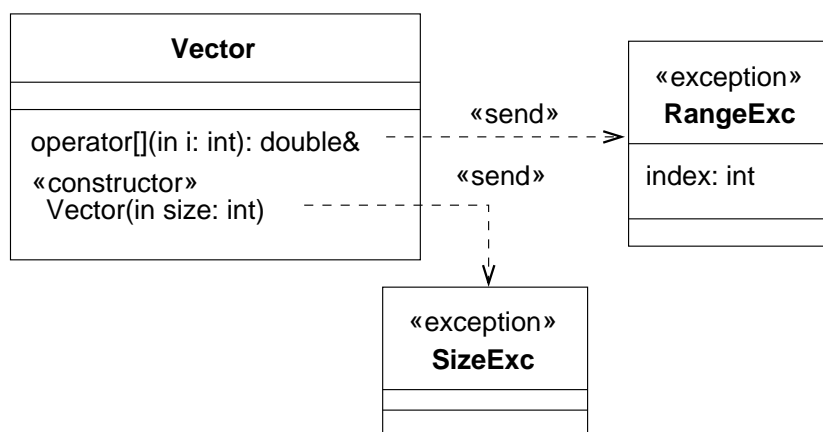 Vector
operator[](in i: int): double&
«constructor»
Vector(in size: int)
«send»
«send»
«exception»
RangeExc
index: int
«exception»
SizeExc